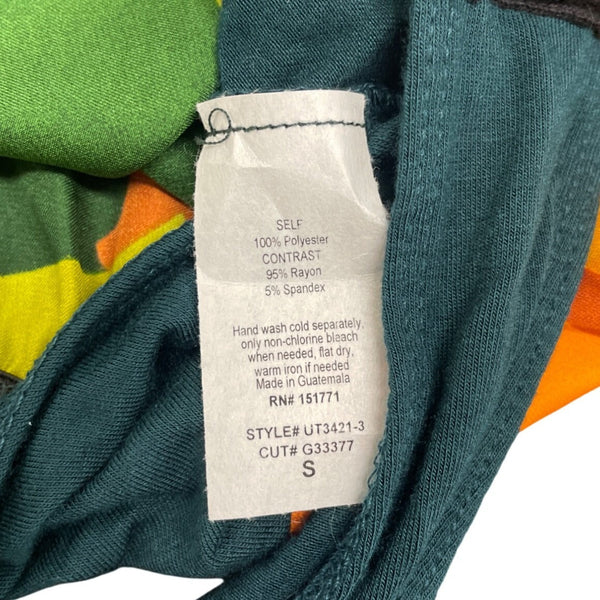 SELF
100% Polyester
CONTRAST
95% Rayon
5% Spandex
Hand wash cold separately,
only non-chlorine bleach
when needed, flat dry,
warm iron if needed
Made in Guatemala
RN# 151771
STYLE# UT3421-3
CUT# G33377
S